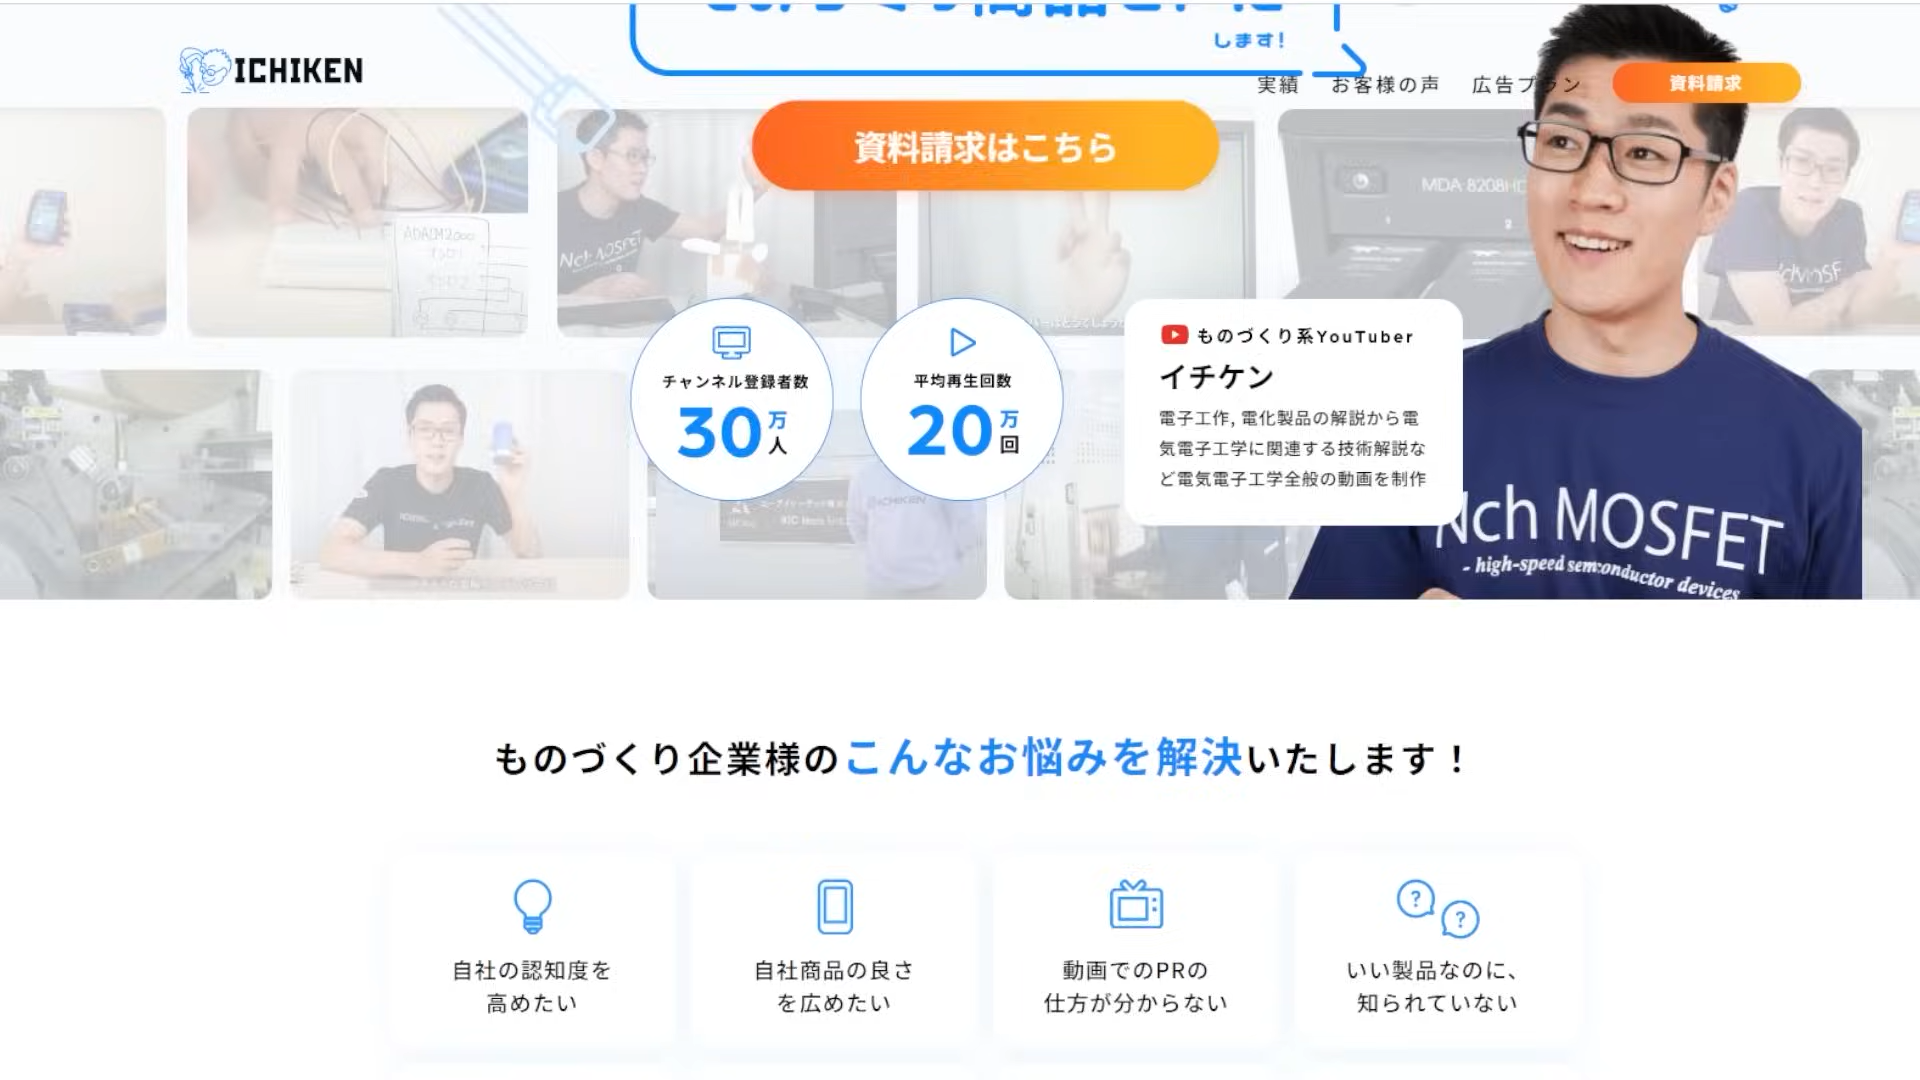 します!
ICHIKEN
実績 お客様の声 広告プラン 資料請求
資料請求はこちら
MDA 8208HD
Nch MOSFET
チャンネル登録者数
30万人
平均再生回数
20万回
ものづくり系YouTuber
イチケン
電子工作, 電化製品の解説から電
気電子工学に関連する技術解説な
ど電気電子工学全般の動画を制作
Nch MOSFET
- high-speed semiconductor devices
ものづくり企業様のこんなお悩みを解決いたします！
自社の認知度を
高めたい
自社商品の良さ
を広めたい
動画でのPRの
仕方が分からない
いい製品なのに、
知られていない